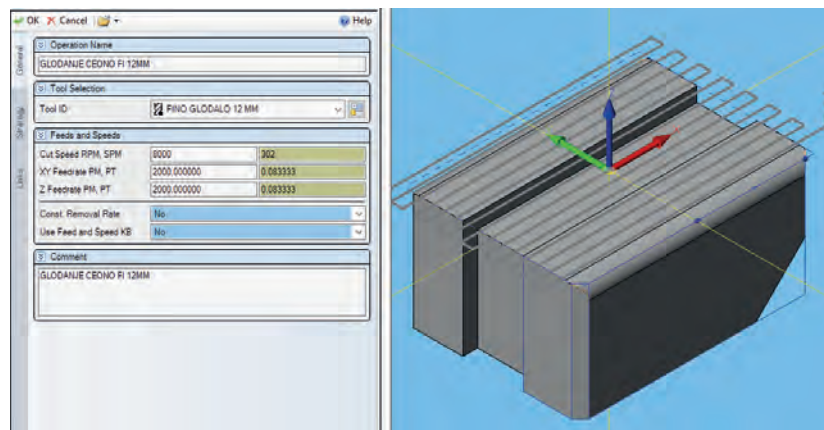 OK Cancel Help
General
Strategy
Links
Operation Name
GLODANJE CEONO FI 12MM
Tool Selection
Tool ID FINO GLODALO 12 MM
Feeds and Speeds
Cut Speed RPM, SPM 8000 302
XY Feedrate PM, PT 2000.000000 0.083333
Z Feedrate PM, PT 2000.000000 0.083333
Const. Removal Rate No
Use Feed and Speed KB No
Comment
GLODANJE CEONO FI 12MM